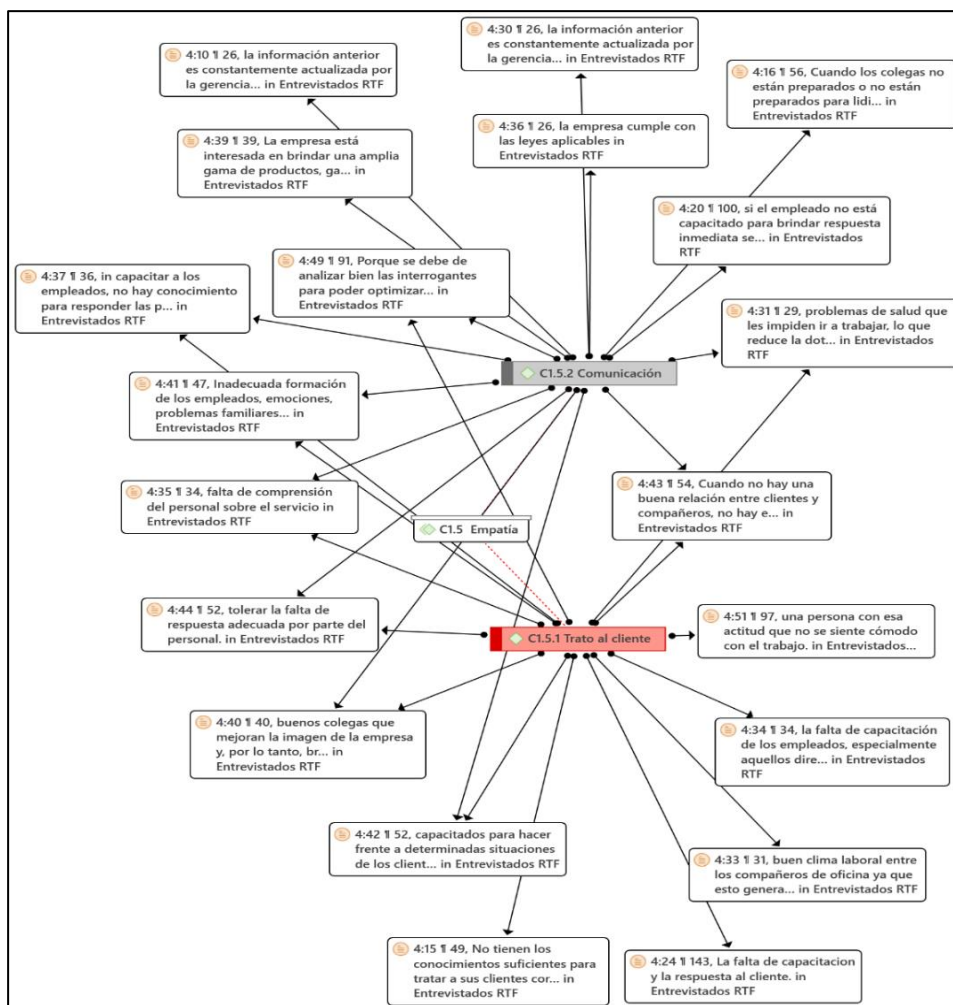 4:30 ¶ 26, la información anterior
es constantemente actualizada por
la gerencia... in Entrevistados RTF
4:10 ¶ 26, la información anterior
es constantemente actualizada por
la gerencia... in Entrevistados RTF
4:16 ¶ 56, Cuando los colegas no
están preparados o no están
preparados para lidi... in
Entrevistados RTF
4:36 ¶ 26, la empresa cumple con
las leyes aplicables in
Entrevistados RTF
4:39 ¶ 39, La empresa está
interesada en brindar una amplia
gama de productos, ga... in
Entrevistados RTF
4:20 ¶ 100, si el empleado no está
capacitado para brindar respuesta
inmediata se... in Entrevistados
RTF
4:49 ¶ 91, Porque se debe de
analizar bien las interrogantes
para poder optimizar...
in Entrevistados RTF
4:37 ¶ 36, in capacitar a los
empleados, no hay conocimiento
para responder las p... in
Entrevistados RTF
4:31 ¶ 29, problemas de salud que
les impiden ir a trabajar, lo que
reduce la dot... in Entrevistados
RTF
C1.5.2 Comunicación
4:41 ¶ 47, Inadecuada formación
de los empleados, emociones,
problemas familiares... in
Entrevistados RTF
4:43 ¶ 54, Cuando no hay una
buena relación entre clientes y
compañeros, no hay e... in
Entrevistados RTF
4:35 ¶ 34, falta de comprensión
del personal sobre el servicio in
Entrevistados RTF
C1.5 Empatía
4:44 ¶ 52, tolerar la falta de
respuesta adecuada por parte del
personal. in Entrevistados RTF
C1.5.1 Trato al cliente
4:51 ¶ 97, una persona con esa
actitud que no se siente cómodo
con el trabajo. in Entrevistados...
4:40 ¶ 40, buenos colegas que
mejoran la imagen de la empresa
y, por lo tanto, br... in
Entrevistados RTF
4:34 ¶ 34, la falta de capacitación
de los empleados, especialmente
aquellos dire... in Entrevistados
RTF
4:42 ¶ 52, capacitados para hacer
frente a determinadas situaciones
de los client... in Entrevistados RTF
4:33 ¶ 31, buen clima laboral entre
los compañeros de oficina ya que
esto genera... in Entrevistados RTF
4:15 ¶ 49, No tienen los
conocimientos suficientes para
tratar a sus clientes cor... in
Entrevistados RTF
4:24 ¶ 143, La falta de capacitacion
y la respuesta al cliente. in
Entrevistados RTF